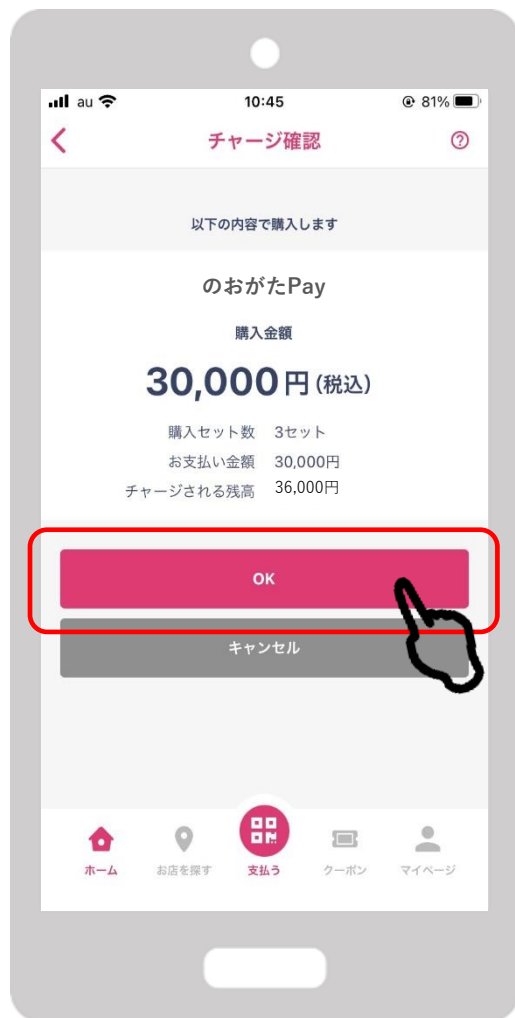 au 10:45 81%
チャージ確認
以下の内容で購入します
のおがたPay
購入金額
30,000円(税込)
購入セット数 3セット
お支払い金額 30,000円
チャージされる残高 36,000円
OK
キャンセル
ホーム お店を探す 支払う クーポン マイページ